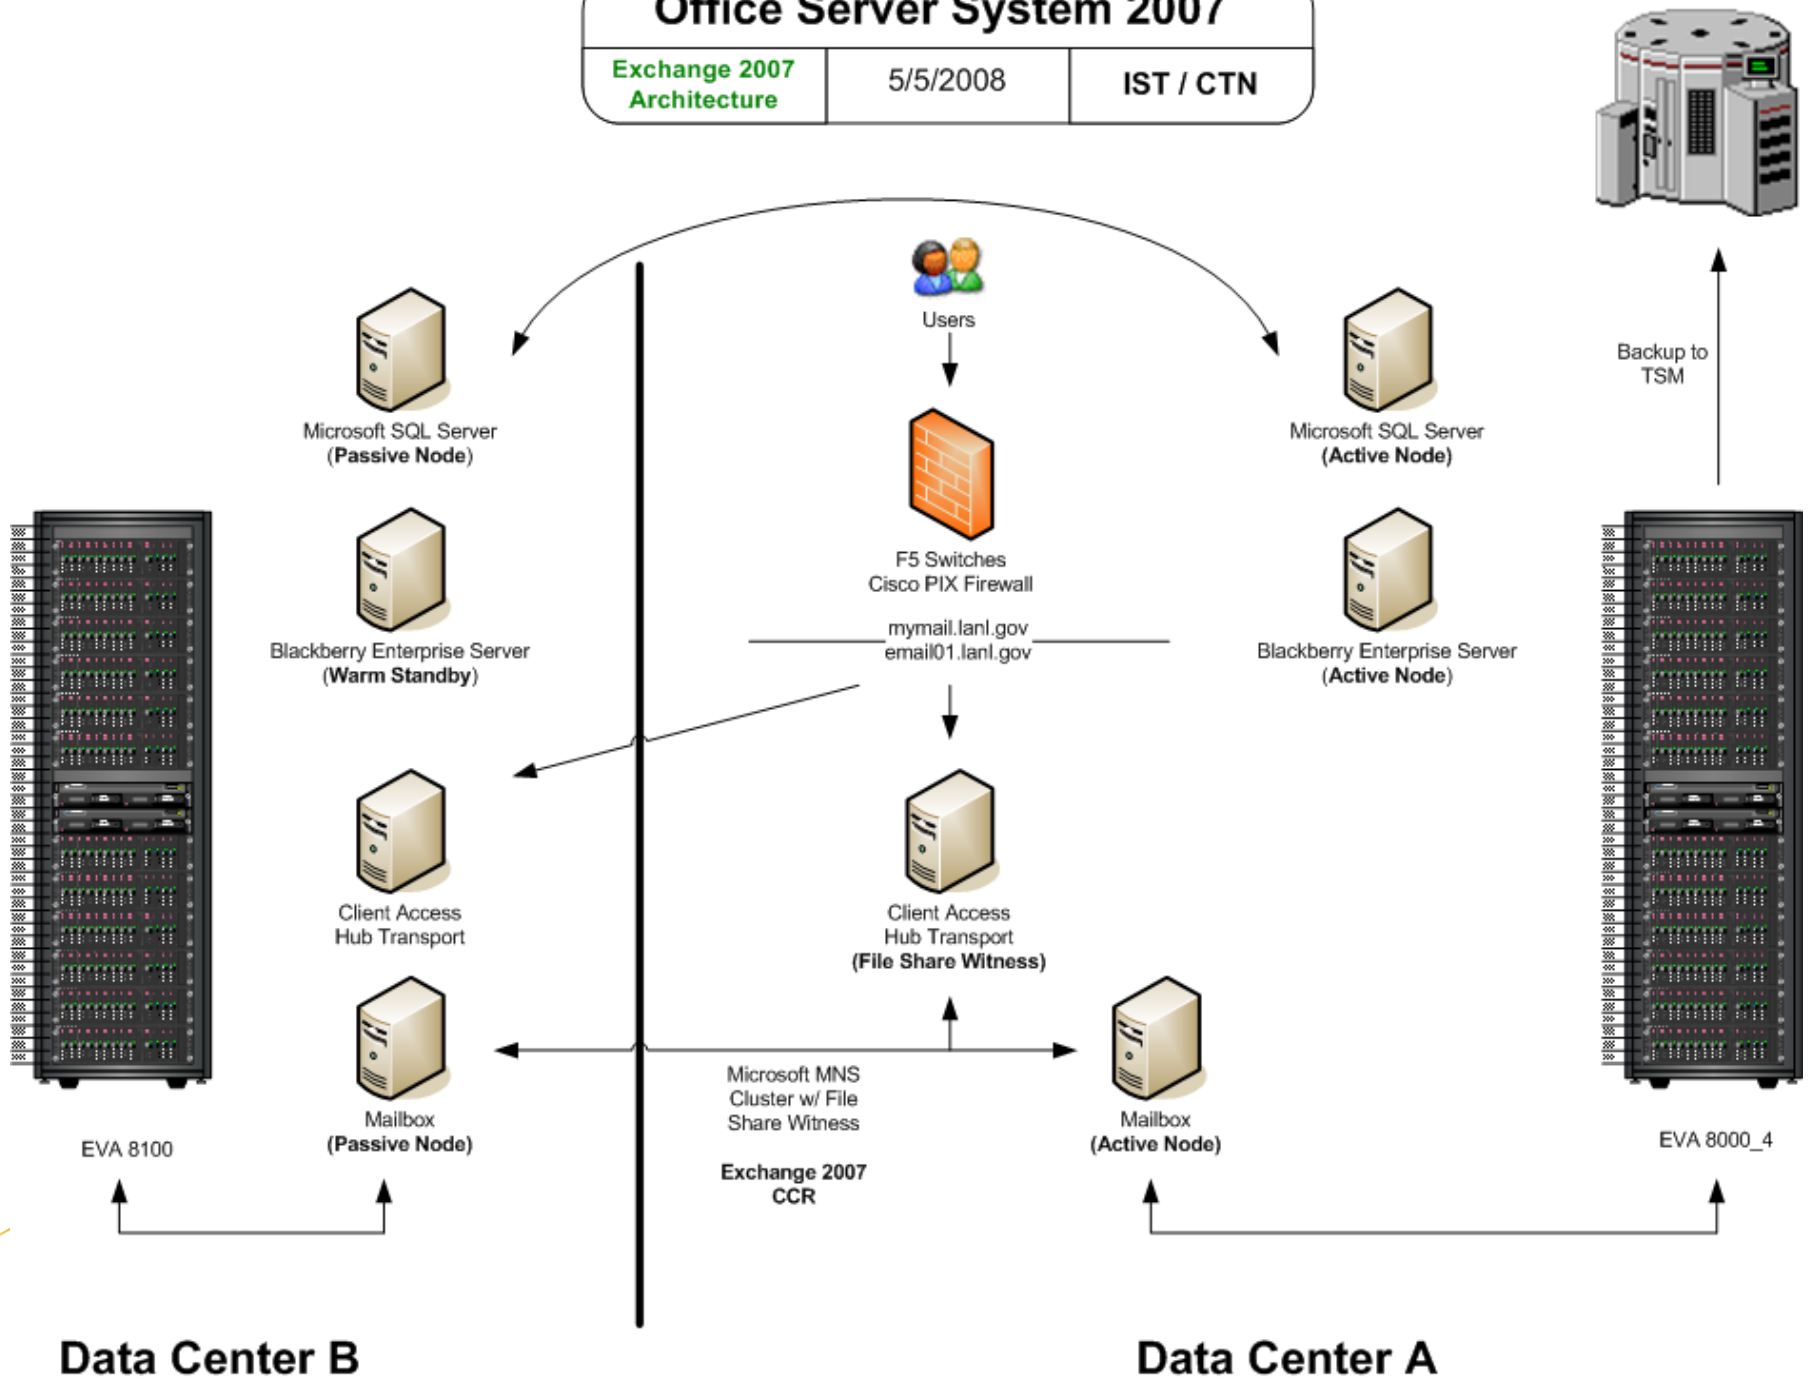 Office Server System 2007
Exchange 2007
Architecture
5/5/2008
IST / CTN
Users
Backup to
TSM
Microsoft SQL Server
(Passive Node)
Microsoft SQL Server
(Active Node)
F5 Switches
Cisco PIX Firewall
mymail.lanl.gov
email01.lanl.gov
Blackberry Enterprise Server
(Warm Standby)
Blackberry Enterprise Server
(Active Node)
Client Access
Hub Transport
Client Access
Hub Transport
(File Share Witness)
Microsoft MNS
Cluster w/ File
Share Witness
Exchange 2007
CCR
Mailbox
(Passive Node)
Mailbox
(Active Node)
EVA 8100
EVA 8000_4
Data Center B
Data Center A